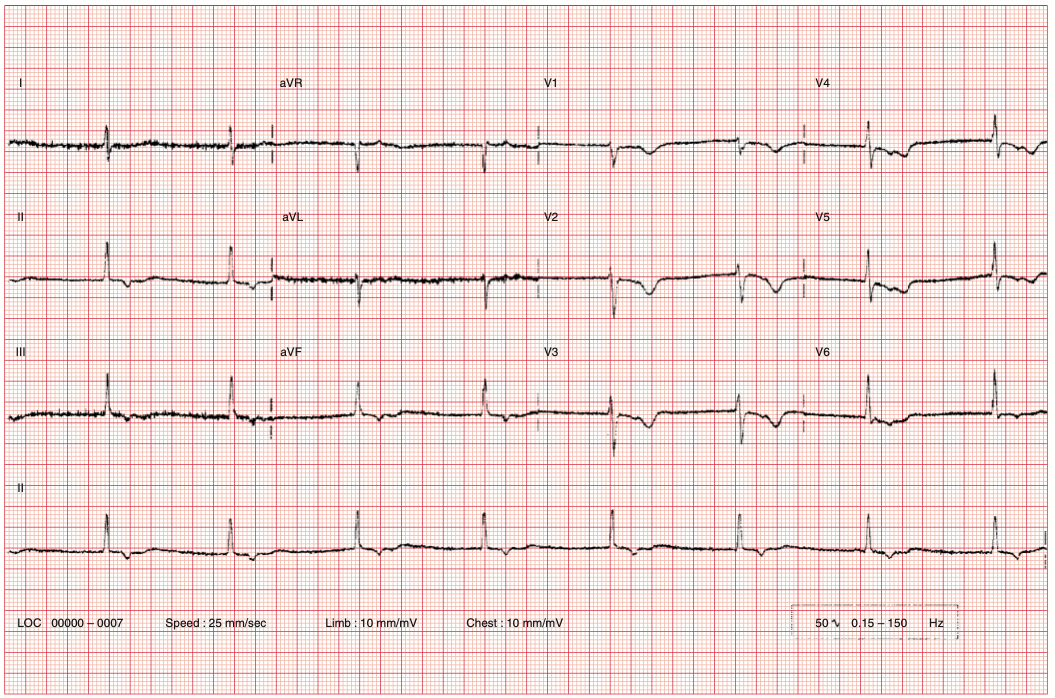 I aVR V1 V4
II aVL V2 V5
III aVF V3 V6
II
LOC 00000 – 0007 Speed : 25 mm/sec Limb : 10 mm/mV Chest : 10 mm/mV 50 ∿ 0.15 – 150 Hz